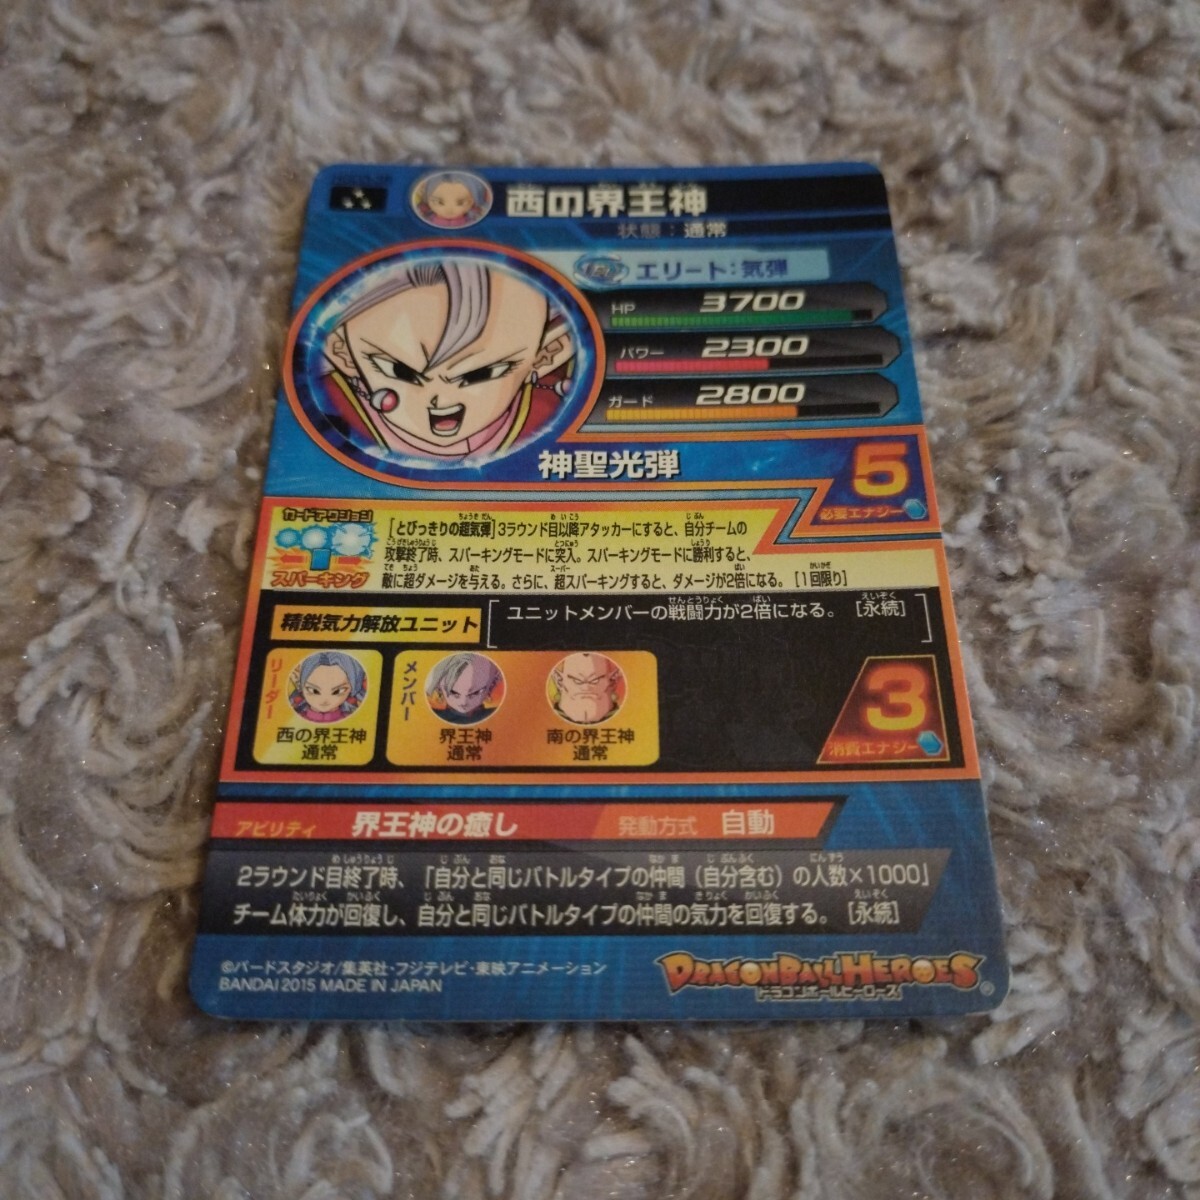 西の界王神
状態：通常
エリート：気弾
HP 3700
パワー 2300
ガード 2800
神聖光弾
5
必要エナジー
カードアクション
スパーキング
[とびっきりの超気弾]3ラウンド目以降アタッカーにすると、自分チームの
攻撃終了時、スパーキングモードに突入。スパーキングモードに勝利すると、
敵に超ダメージを与える。さらに、超スパーキングすると、ダメージが2倍になる。[1回限り]
精鋭気力解放ユニット
ユニットメンバーの戦闘力が2倍になる。[永続]
リーダー
西の界王神
通常
メンバー
界王神
通常
南の界王神
通常
3
消費エナジー
アビリティ 界王神の癒し 発動方式 自動
2ラウンド目終了時、「自分と同じバトルタイプの仲間（自分含む）の人数×1000」
チーム体力が回復し、自分と同じバトルタイプの仲間の気力を回復する。[永続]
©バードスタジオ/集英社・フジテレビ・東映アニメーション
BANDAI 2015 MADE IN JAPAN
DRAGONBALL HEROES
ドラゴンボールヒーローズ